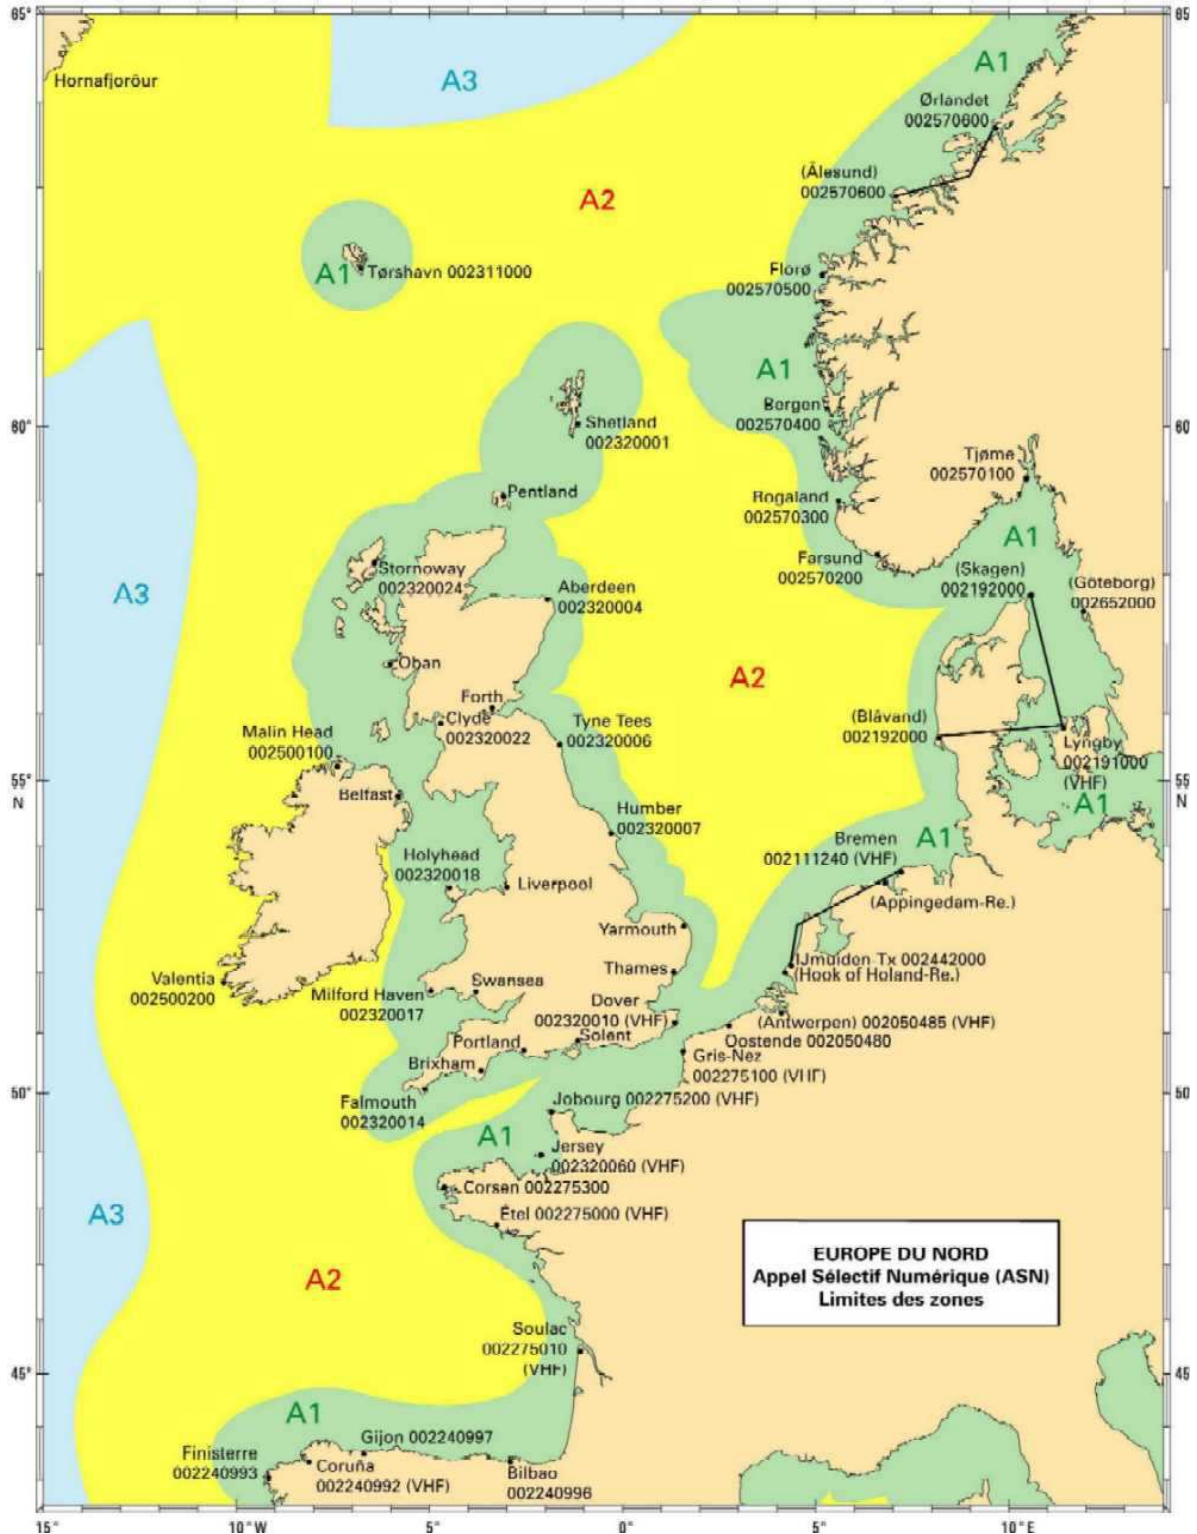 65°
65°
Hornafjorður
A3
A1
Ørlandet
002570600
(Ålesund)
002570600
A2
A1
Tørshavn 002311000
Florø
002570500
A1
Bergen
002570400
60°
60°
Shetland
002320001
Tjøme
002570100
Pentland
Rogaland
002570300
A1
Stornoway
002320024
Farsund
002570200
(Skagen)
002192000
(Göteborg)
002652000
A3
Aberdeen
002320004
Oban
A2
Forth
Clyde
002320022
Tyne Tees
002320006
(Blåvand)
002192000
Malin Head
002500100
Lyngby
002191000
(VHF)
55°
N
55°
N
Belfast
A1
Humber
002320007
A1
Bremen
002111240 (VHF)
Holyhead
002320018
Liverpool
(Appingedam-Re.)
Yarmouth
IJmuiden-Tx 002442000
(Hook of Holand-Re.)
Thames
Valentia
002500200
Swansea
Milford Haven
002320017
Dover
002320010 (VHF)
(Antwerpen) 002050485 (VHF)
Oostende 002050480
Solent
Portland
Brixham
Gris-Nez
002275100 (VHF)
50°
50°
Falmouth
002320014
Jobourg 002275200 (VHF)
A1
Jersey
002320060 (VHF)
Corsen 002275300
A3
Étel 002275000 (VHF)
EUROPE DU NORD
Appel Sélectif Numérique (ASN)
Limites des zones
A2
Soulac
002275010
(VHF)
45°
45°
A1
Gijon 002240997
Finisterre
002240993
Coruña
002240992 (VHF)
Bilbao
002240996
15°
10°W
5°
0°
5°
10°E